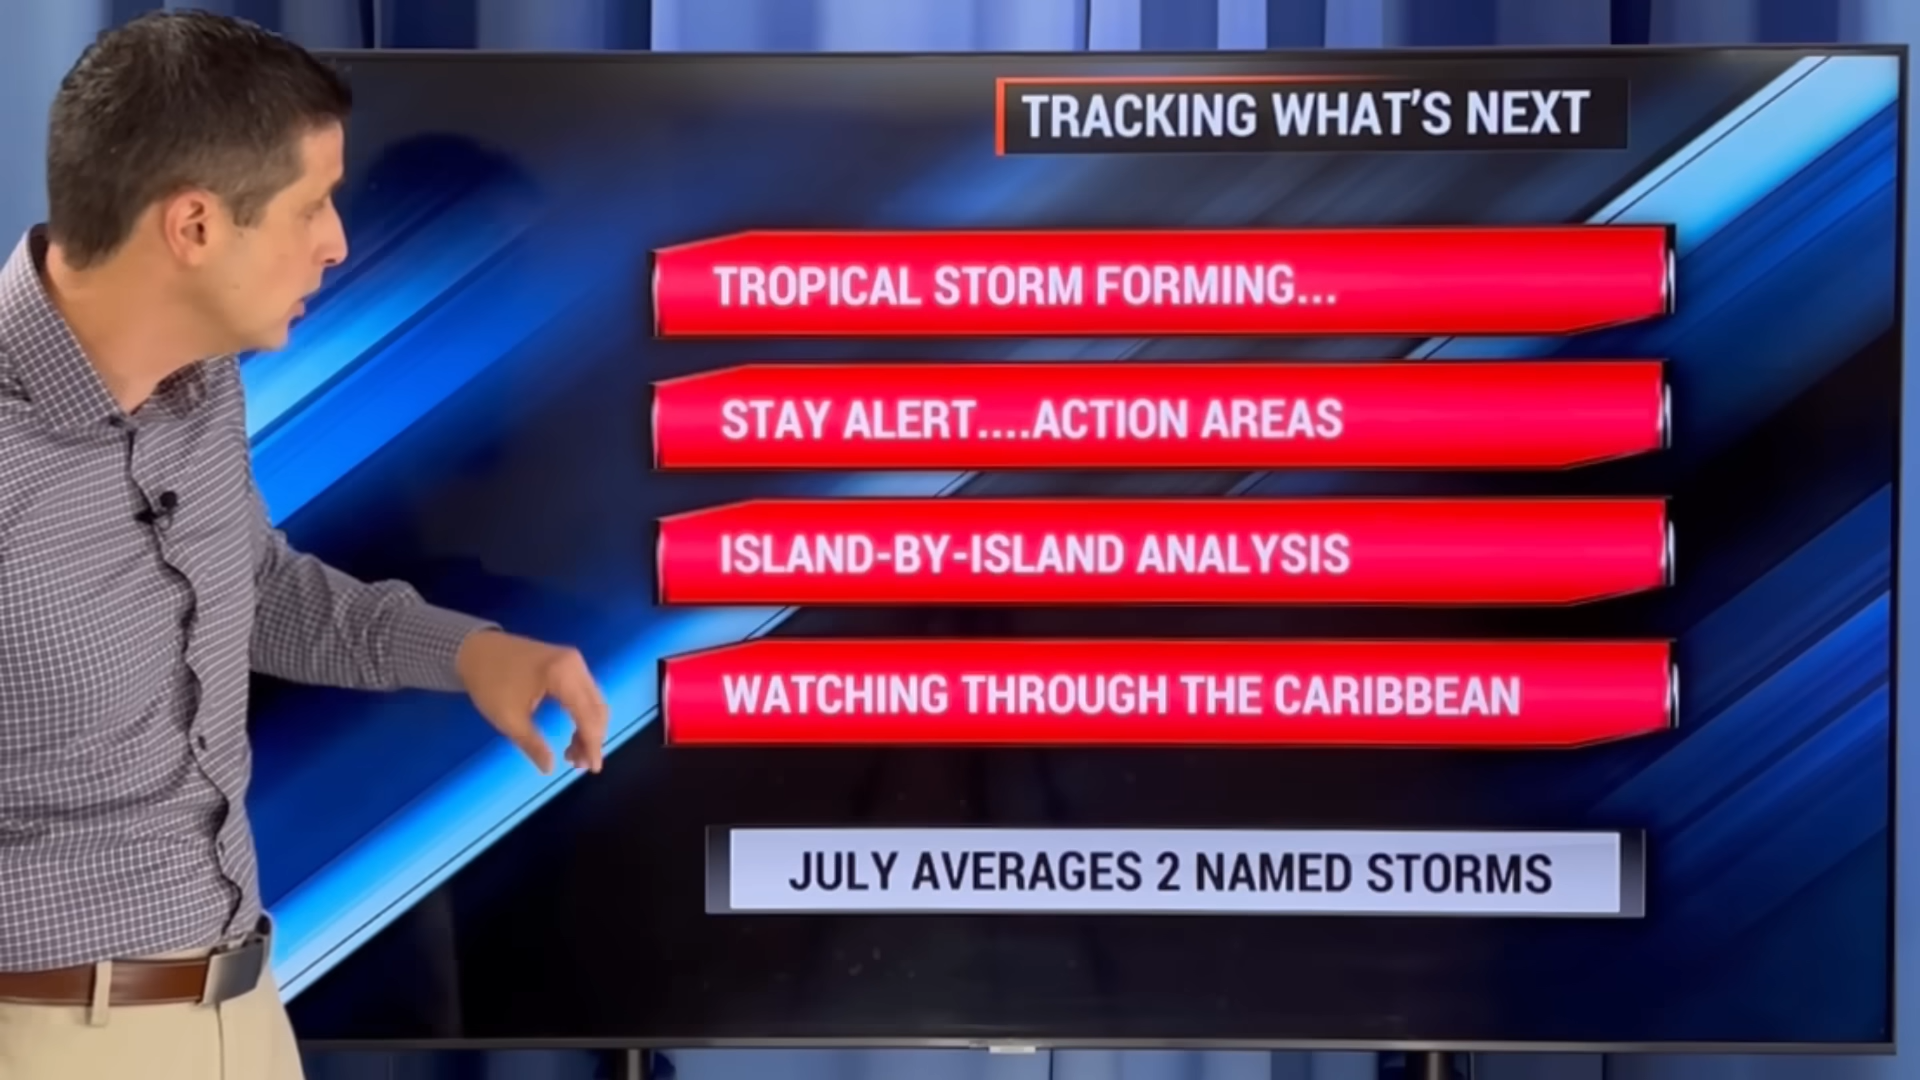 TRACKING WHAT'S NEXT
TROPICAL STORM FORMING...
STAY ALERT....ACTION AREAS
ISLAND-BY-ISLAND ANALYSIS
WATCHING THROUGH THE CARIBBEAN
JULY AVERAGES 2 NAMED STORMS